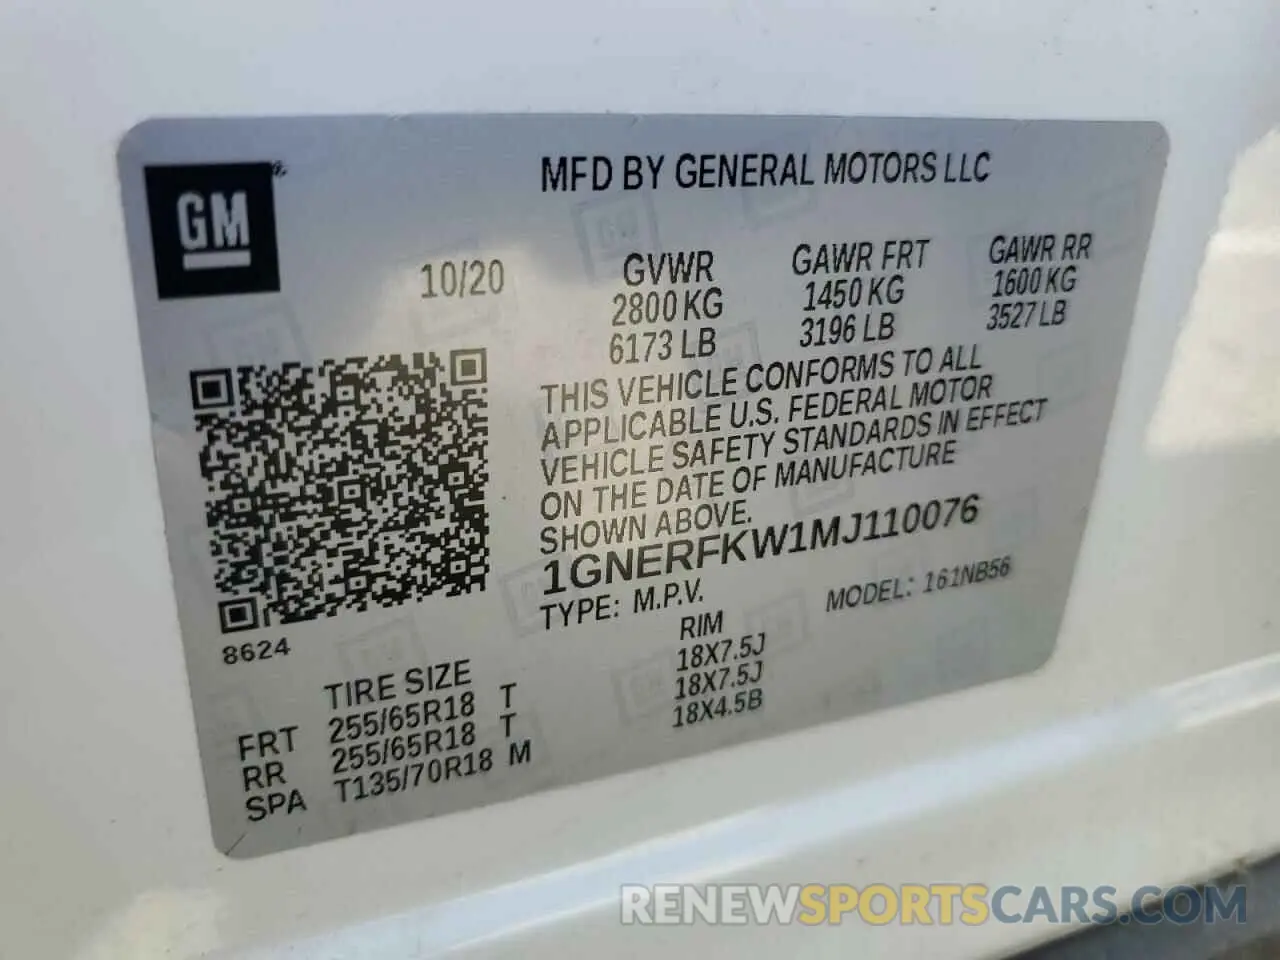 GM
MFD BY GENERAL MOTORS LLC
10/20
GVWR
2800 KG
6173 LB
GAWR FRT
1450 KG
3196 LB
GAWR RR
1600 KG
3527 LB
THIS VEHICLE CONFORMS TO ALL
APPLICABLE U.S. FEDERAL MOTOR
VEHICLE SAFETY STANDARDS IN EFFECT
ON THE DATE OF MANUFACTURE
SHOWN ABOVE.
1GNERFKW1MJ110076
TYPE: M.P.V.
MODEL: 161NB56
8624
TIRE SIZE
RIM
FRT 255/65R18 T 18X7.5J
RR 255/65R18 T 18X7.5J
SPA T135/70R18 M 18X4.5B
RENEWSPORTSCARS.COM